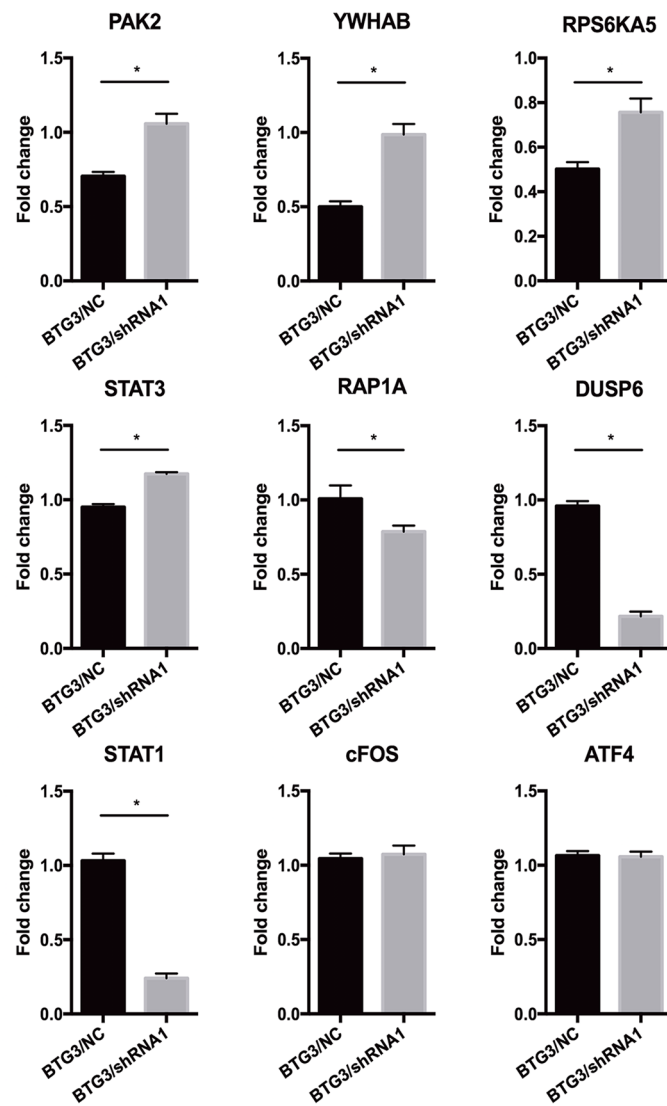 PAK2
YWHAB
RPS6KA5
Fold change
1.5
1.0
0.5
0.0
*
BTG3/NC
BTG3/shRNA1
Fold change
1.5
1.0
0.5
0.0
*
BTG3/NC
BTG3/shRNA1
Fold change
1.0
0.8
0.6
0.4
0.2
0.0
*
BTG3/NC
BTG3/shRNA1
STAT3
RAP1A
DUSP6
Fold change
1.5
1.0
0.5
0.0
*
BTG3/NC
BTG3/shRNA1
Fold change
1.5
1.0
0.5
0.0
*
BTG3/NC
BTG3/shRNA1
Fold change
1.5
1.0
0.5
0.0
*
BTG3/NC
BTG3/shRNA1
STAT1
cFOS
ATF4
Fold change
1.5
1.0
0.5
0.0
*
BTG3/NC
BTG3/shRNA1
Fold change
1.5
1.0
0.5
0.0
BTG3/NC
BTG3/shRNA1
Fold change
1.5
1.0
0.5
0.0
BTG3/NC
BTG3/shRNA1